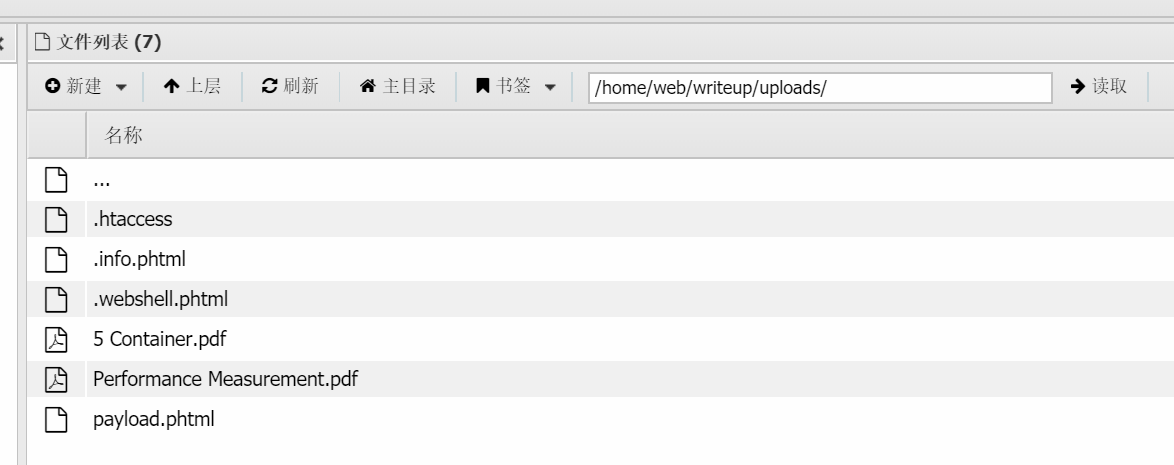 文件列表 (7)
新建 上层 刷新 主目录 书签 /home/web/writeup/uploads/ 读取
名称
...
.htaccess
.info.phtml
.webshell.phtml
5 Container.pdf
Performance Measurement.pdf
payload.phtml